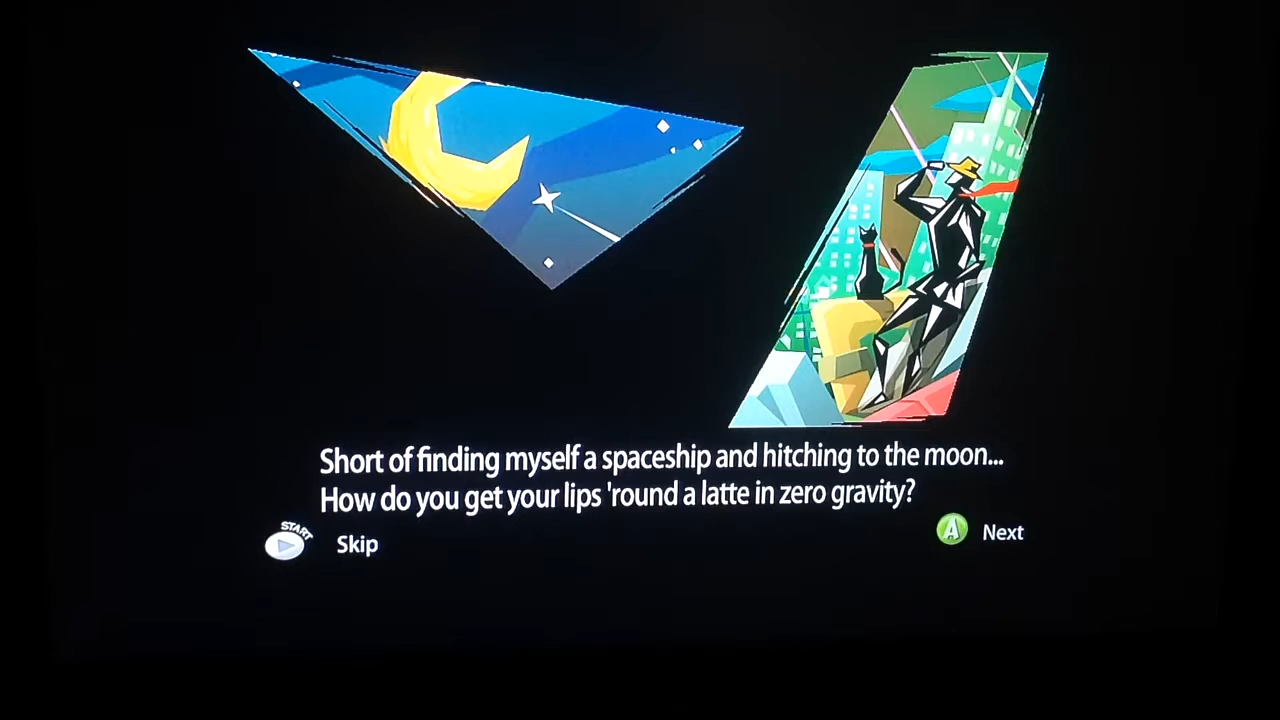 Short of finding myself a spaceship and hitching to the moon...
How do you get your lips 'round a latte in zero gravity?
START
Skip
A Next